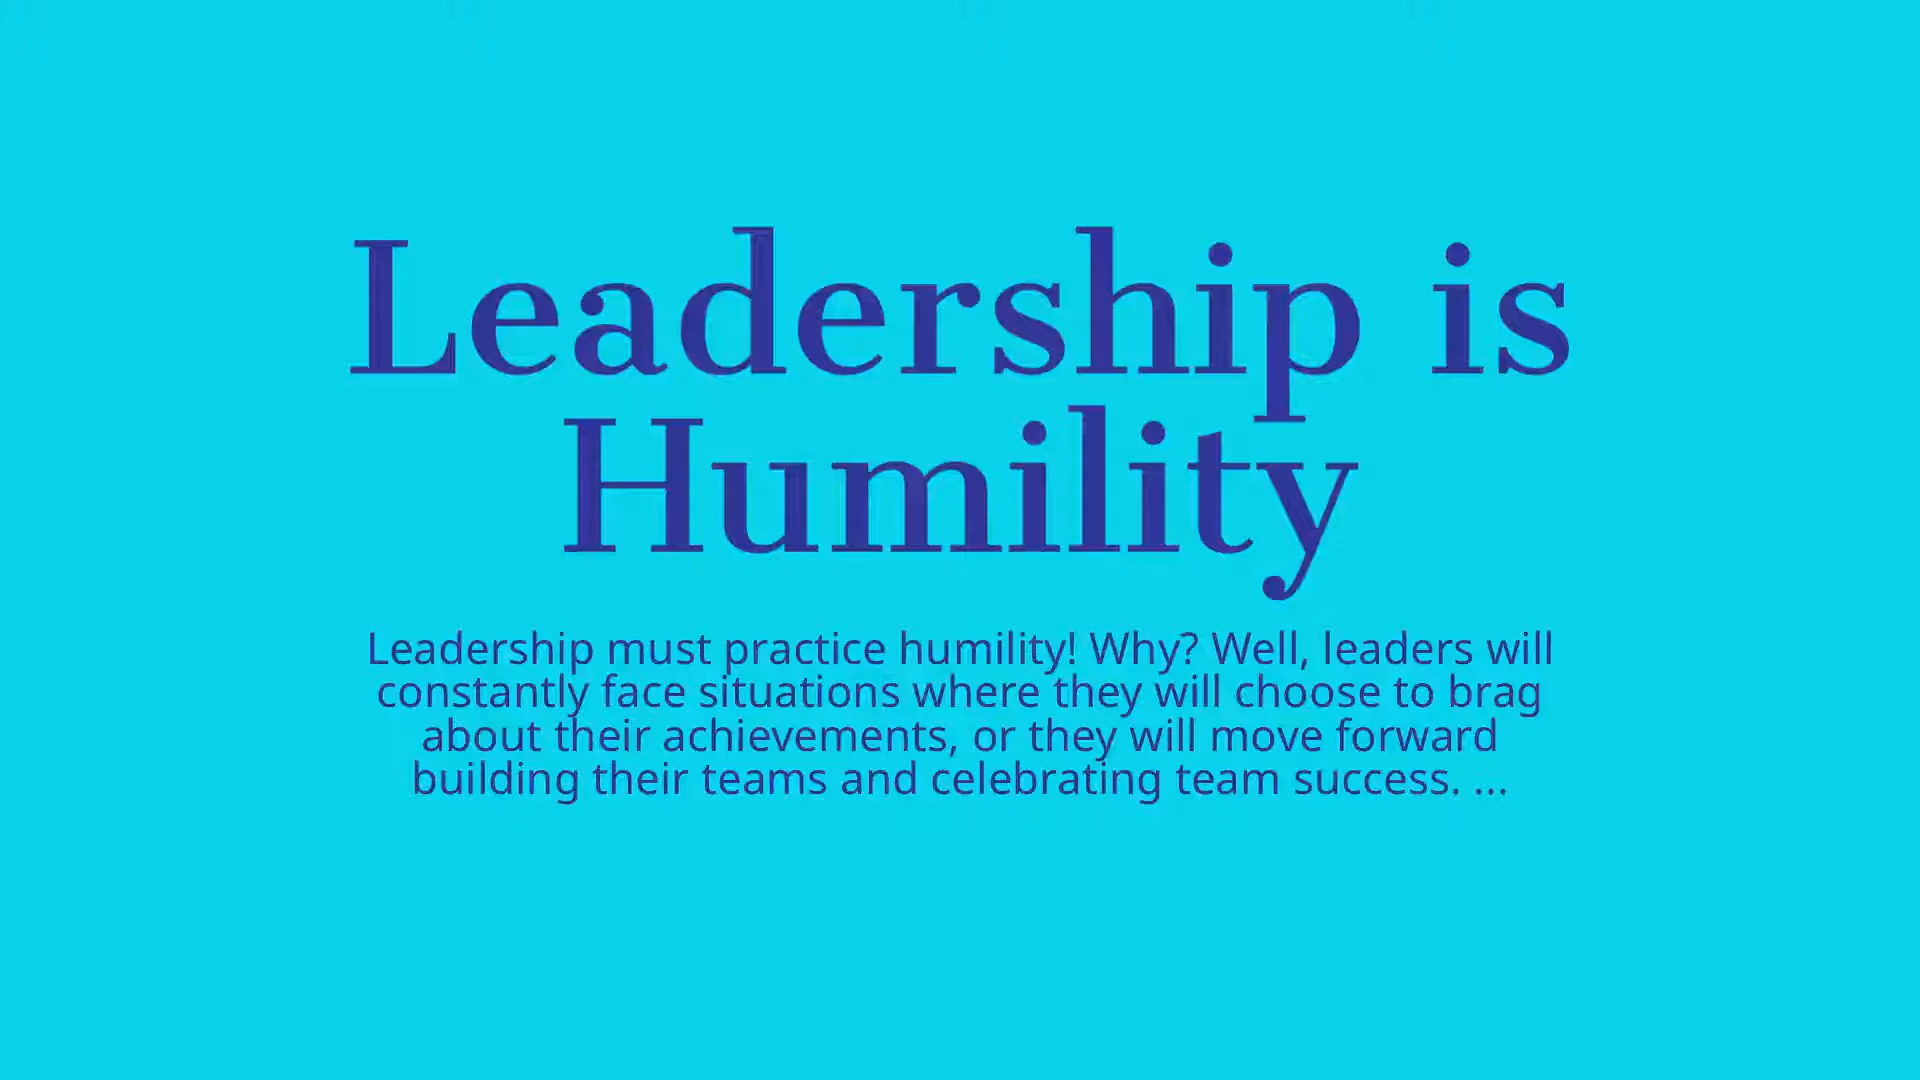 Leadership is
Humility
Leadership must practice humility! Why? Well, leaders will
constantly face situations where they will choose to brag
about their achievements, or they will move forward
building their teams and celebrating team success. ...